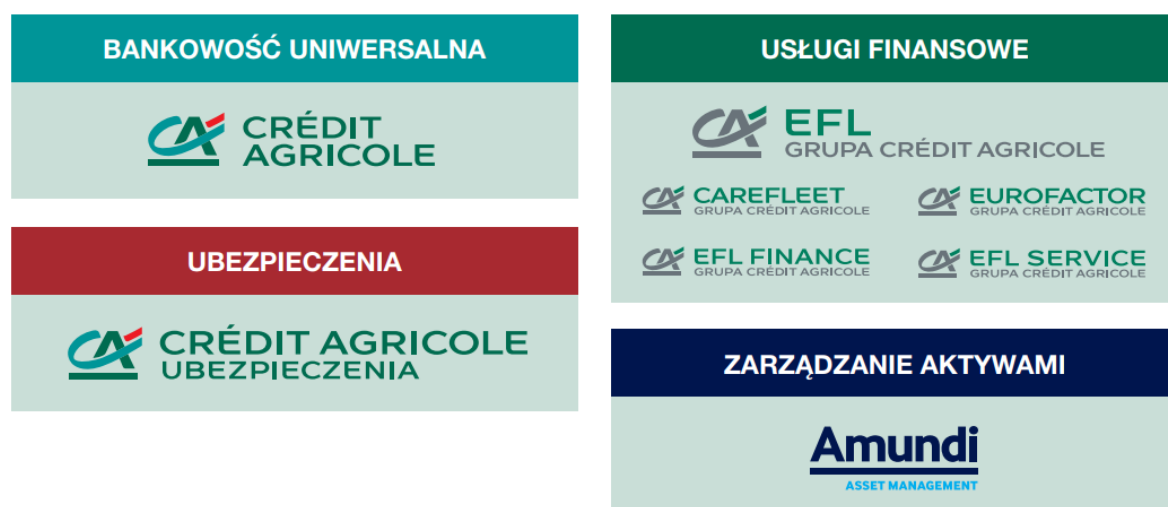 BANKOWOŚĆ UNIWERSALNA
CRÉDIT
AGRICOLE
UBEZPIECZENIA
CRÉDIT AGRICOLE
UBEZPIECZENIA
USŁUGI FINANSOWE
EFL
GRUPA CRÉDIT AGRICOLE
CAREFLEET
GRUPA CRÉDIT AGRICOLE
EUROFACTOR
GRUPA CRÉDIT AGRICOLE
EFL FINANCE
GRUPA CRÉDIT AGRICOLE
EFL SERVICE
GRUPA CRÉDIT AGRICOLE
ZARZĄDZANIE AKTYWAMI
Amundi
ASSET MANAGEMENT